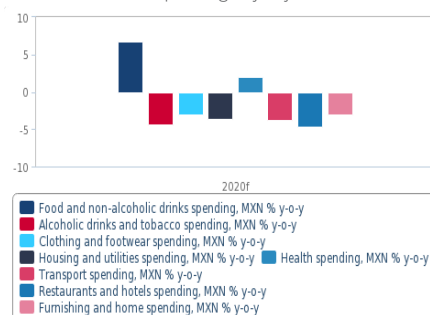 10
5
0
-5
-10
2020f
Food and non-alcoholic drinks spending, MXN % y-o-y
Alcoholic drinks and tobacco spending, MXN % y-o-y
Clothing and footwear spending, MXN % y-o-y
Housing and utilities spending, MXN % y-o-y Health spending, MXN % y-o-y
Transport spending, MXN % y-o-y
Restaurants and hotels spending, MXN % y-o-y
Furnishing and home spending, MXN % y-o-y